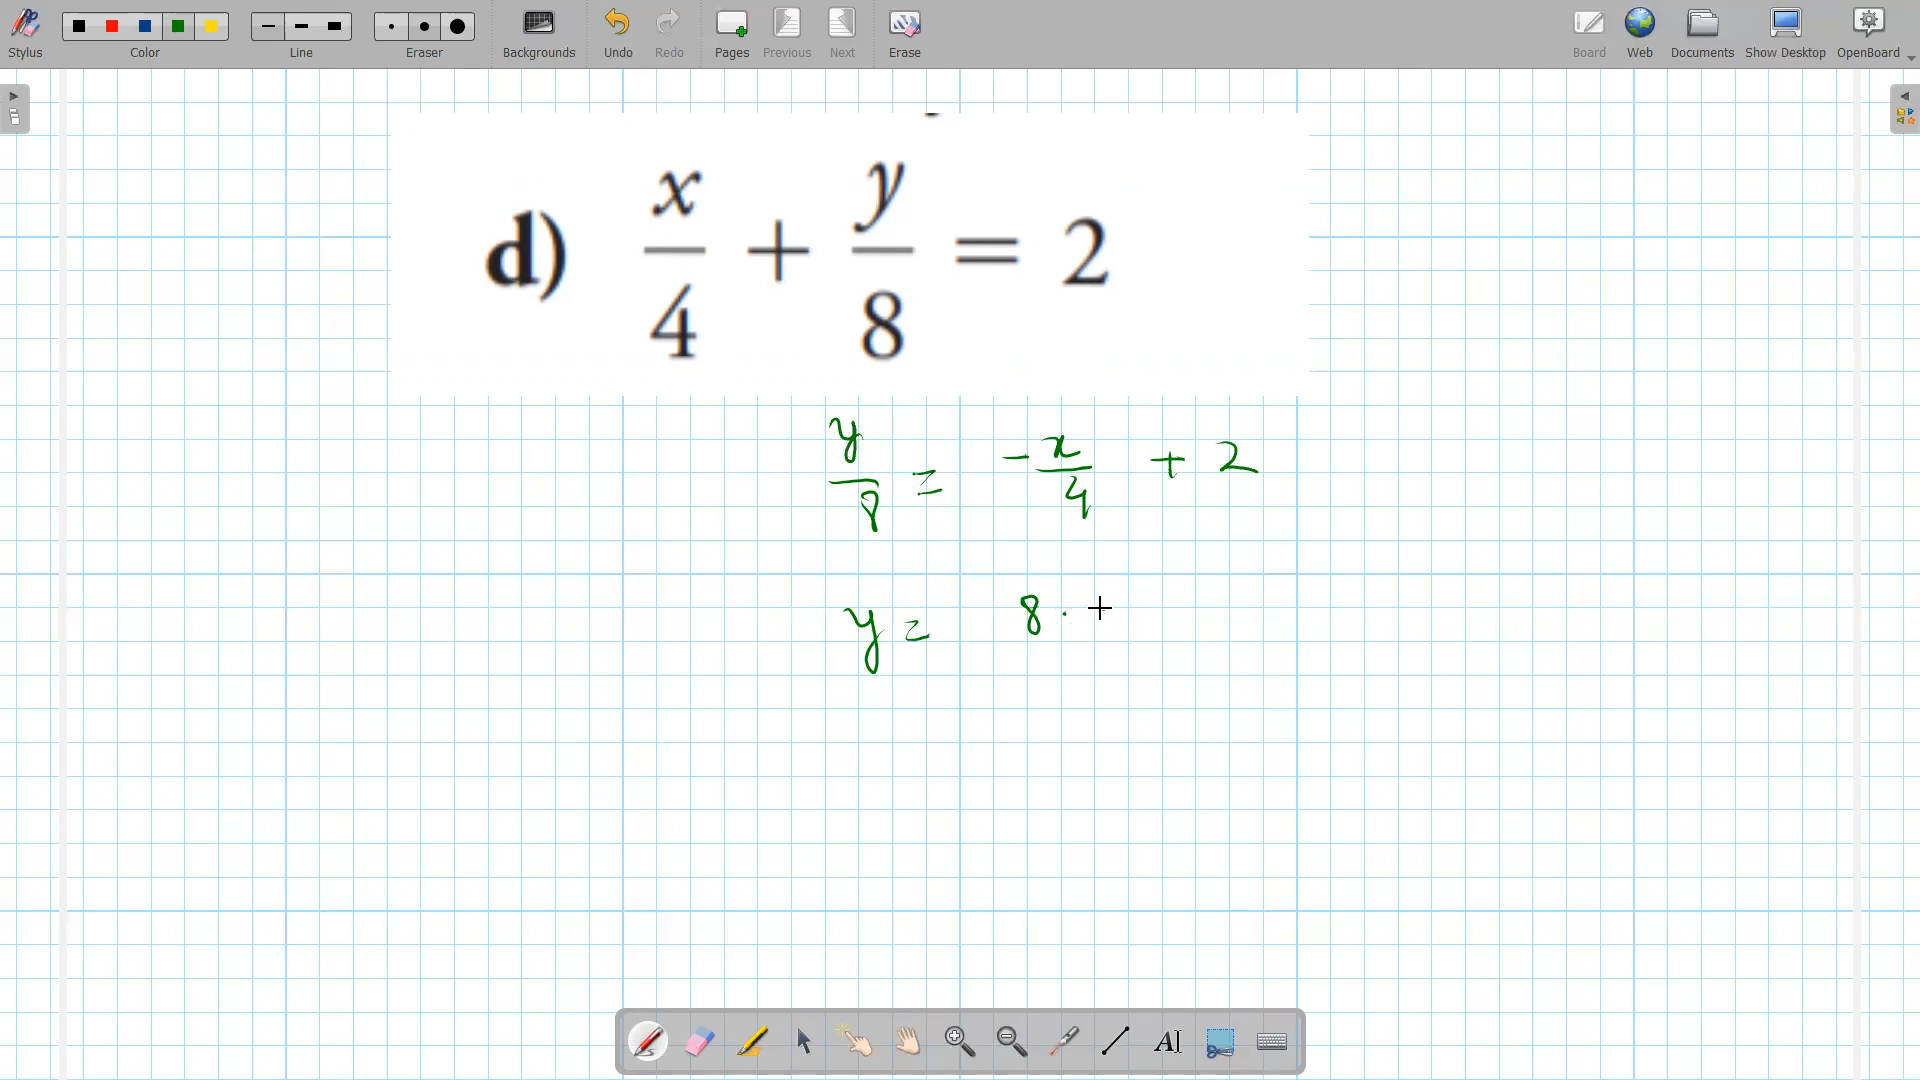 Stylus Color Line Eraser Backgrounds Undo Redo Pages Previous Next Erase Board Web Documents Show Desktop OpenBoard
d) x/4 + y/8 = 2
y/8 = -x/4 + 2
y = 8 ·
AI